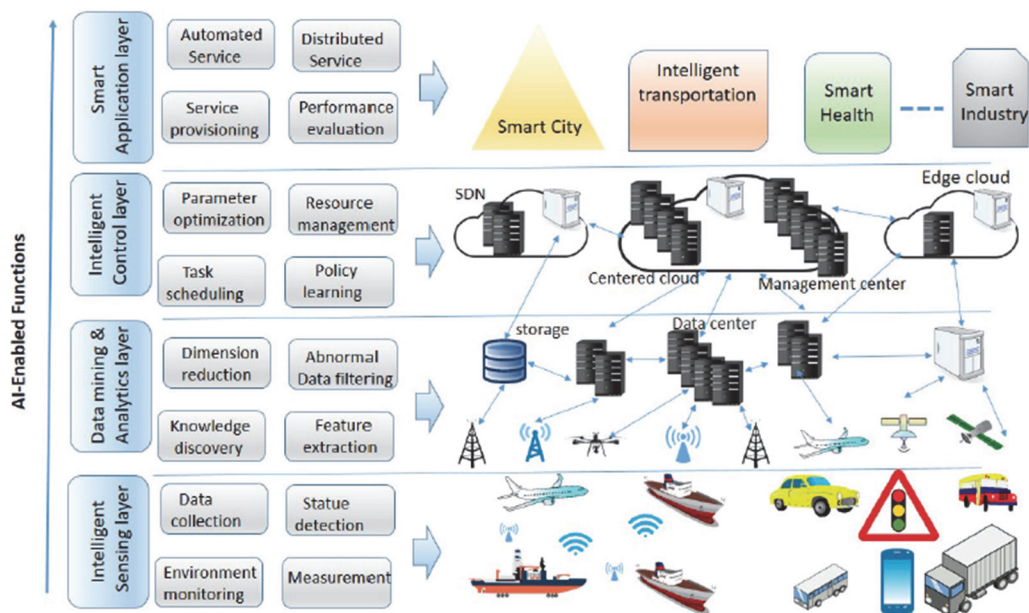 AI-Enabled Functions
Smart
Application layer
Automated
Service
Distributed
Service
Service
provisioning
Performance
evaluation
Smart City
Intelligent
transportation
Smart
Health
Smart
Industry
Intelligent
Control layer
Parameter
optimization
Resource
management
Task
scheduling
Policy
learning
SDN
Centered cloud
Management center
Edge cloud
Data mining &
Analytics layer
Dimension
reduction
Abnormal
Data filtering
Knowledge
discovery
Feature
extraction
storage
Data center
Intelligent
Sensing layer
Data
collection
Statue
detection
Environment
monitoring
Measurement